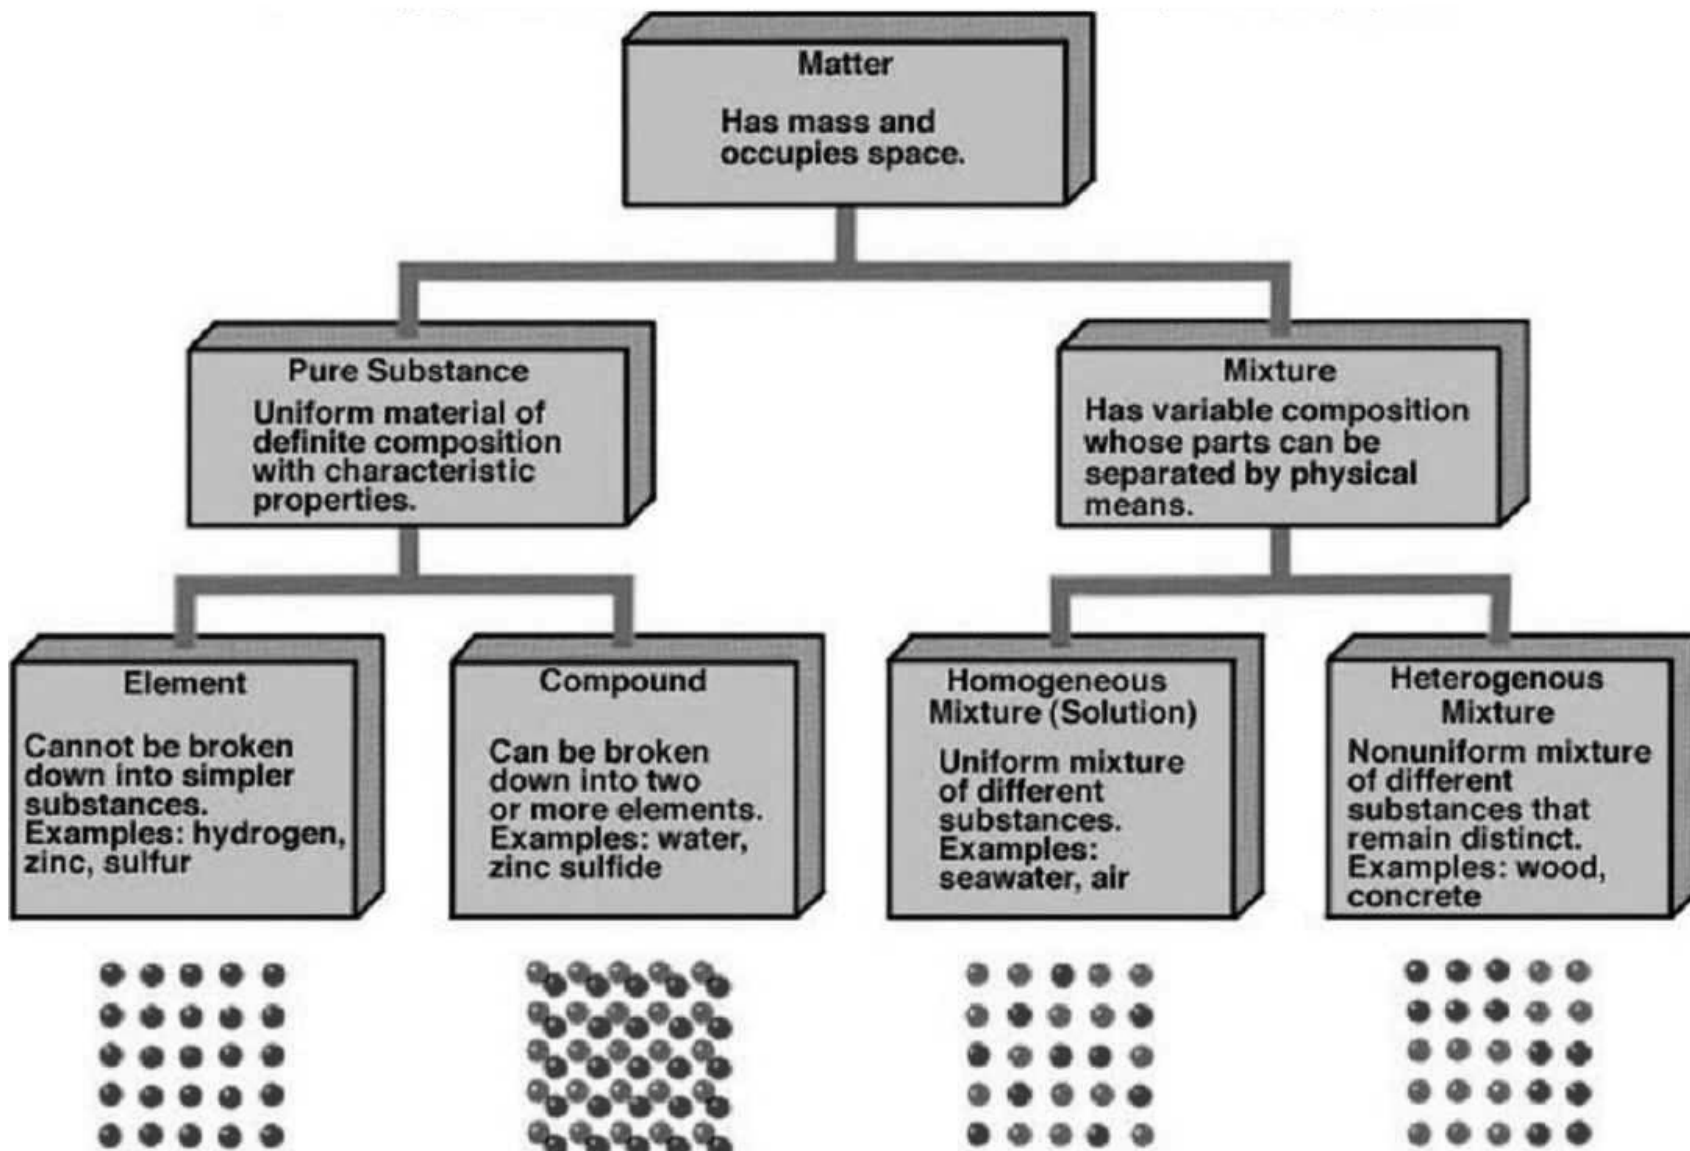 Matter
Has mass and
occupies space.
Pure Substance
Uniform material of
definite composition
with characteristic
properties.
Mixture
Has variable composition
whose parts can be
separated by physical
means.
Element
Cannot be broken
down into simpler
substances.
Examples: hydrogen,
zinc, sulfur
Compound
Can be broken
down into two
or more elements.
Examples: water,
zinc sulfide
Homogeneous
Mixture (Solution)
Uniform mixture
of different
substances.
Examples:
seawater, air
Heterogenous
Mixture
Nonuniform mixture
of different
substances that
remain distinct.
Examples: wood,
concrete